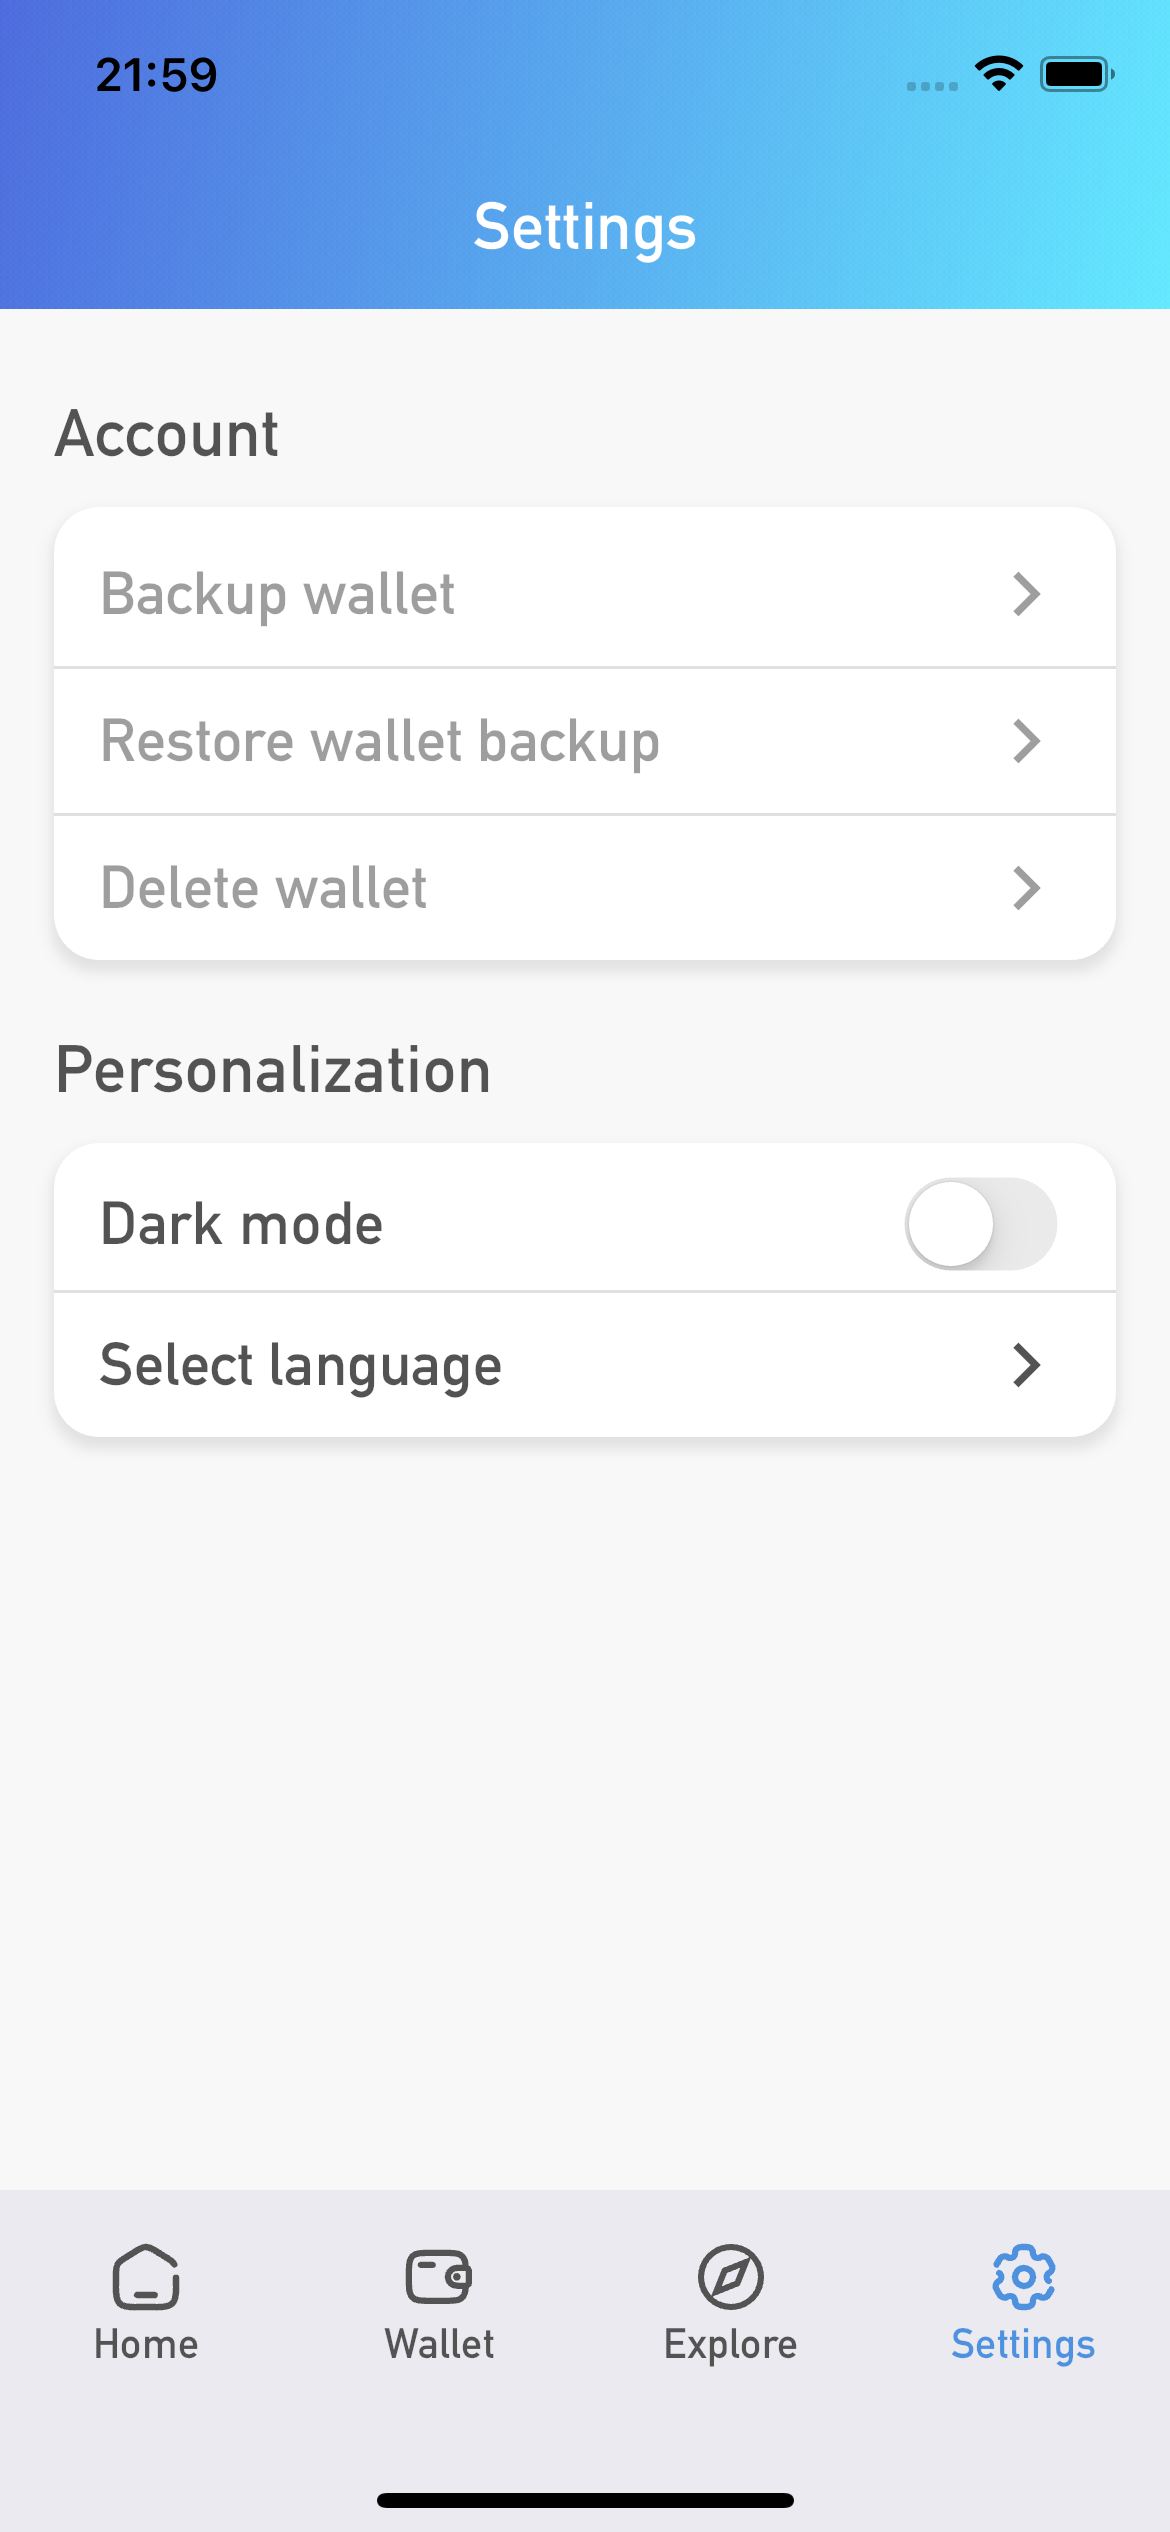 21:59
Settings
Account
Backup wallet
Restore wallet backup
Delete wallet
Personalization
Dark mode
Select language
Home
Wallet
Explore
Settings